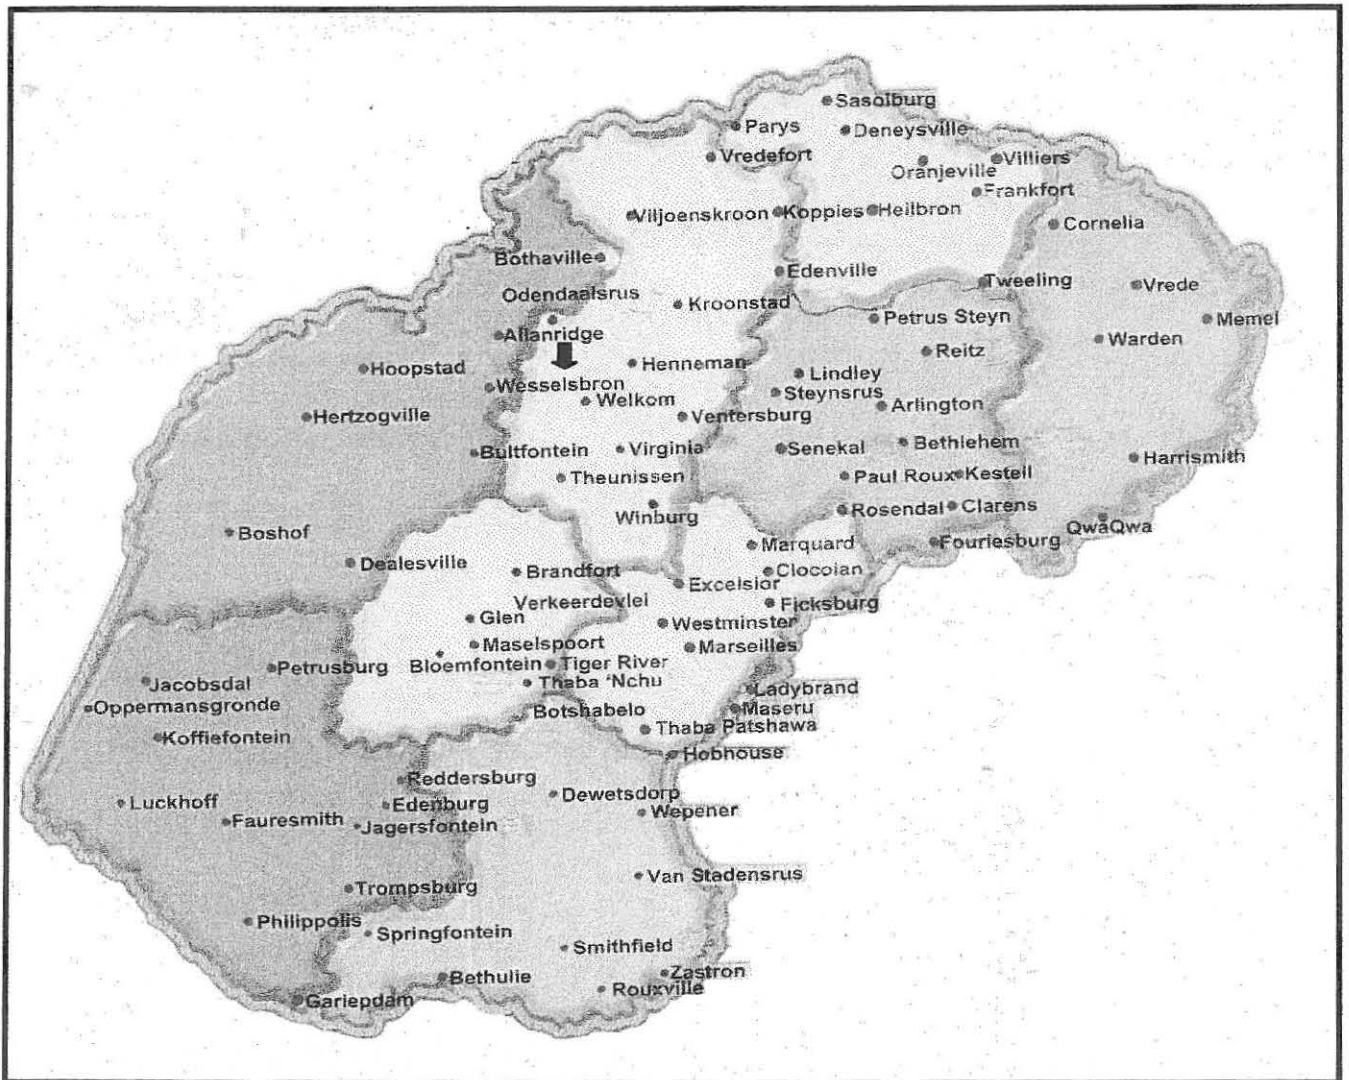 Sasolburg
Parys
Deneysville
Vredefort
Villiers
Oranjeville
Frankfort
Viljoenskroon
Koppies
Heilbron
Cornelia
Bothaville
Edenville
Tweeling
Vrede
Odendaalsrus
Kroonstad
Petrus Steyn
Memel
Allanridge
Warden
Reitz
Henneman
Hoopstad
Lindley
Wesselsbron
Steynsrus
Welkom
Arlington
Hertzogville
Ventersburg
Bethlehem
Bultfontein
Virginia
Senekal
Harrismith
Theunissen
Paul Roux
Kestell
Winburg
Rosendal
Clarens
QwaQwa
Boshof
Marquard
Fouriesburg
Dealesville
Brandfort
Clocolan
Excelsior
Verkeerdevlei
Ficksburg
Glen
Westminster
Maselspoort
Marseilles
Petrusburg
Bloemfontein
Tiger River
Jacobsdal
Thaba 'Nchu
Ladybrand
Oppermansgronde
Botshabelo
Maseru
Thaba Patshawa
Koffiefontein
Hobhouse
Reddersburg
Dewetsdorp
Luckhoff
Edenburg
Wepener
Fauresmith
Jagersfontein
Van Stadensrus
Trompsburg
Philippolis
Springfontein
Smithfield
Bethulie
Zastron
Rouxville
Gariepdam